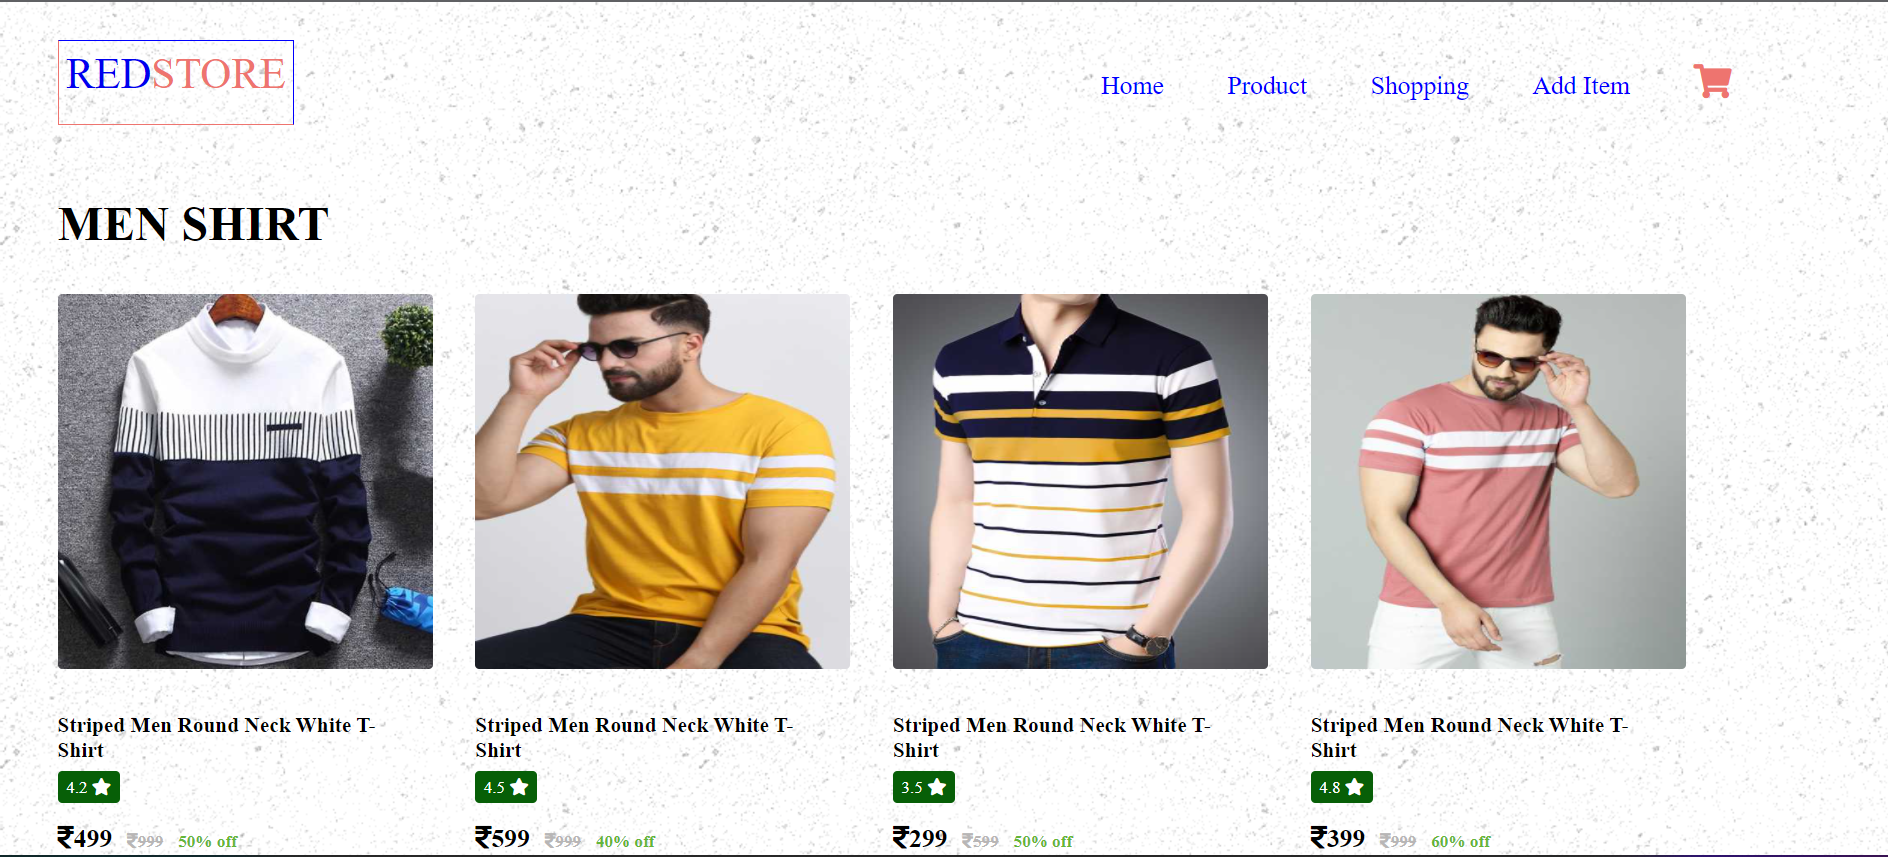 REDSTORE
Home Product Shopping Add Item
MEN SHIRT
Striped Men Round Neck White T-
Shirt
4.2
₹499 ₹999 50% off
Striped Men Round Neck White T-
Shirt
4.5
₹599 ₹999 40% off
Striped Men Round Neck White T-
Shirt
3.5
₹299 ₹599 50% off
Striped Men Round Neck White T-
Shirt
4.8
₹399 ₹999 60% off